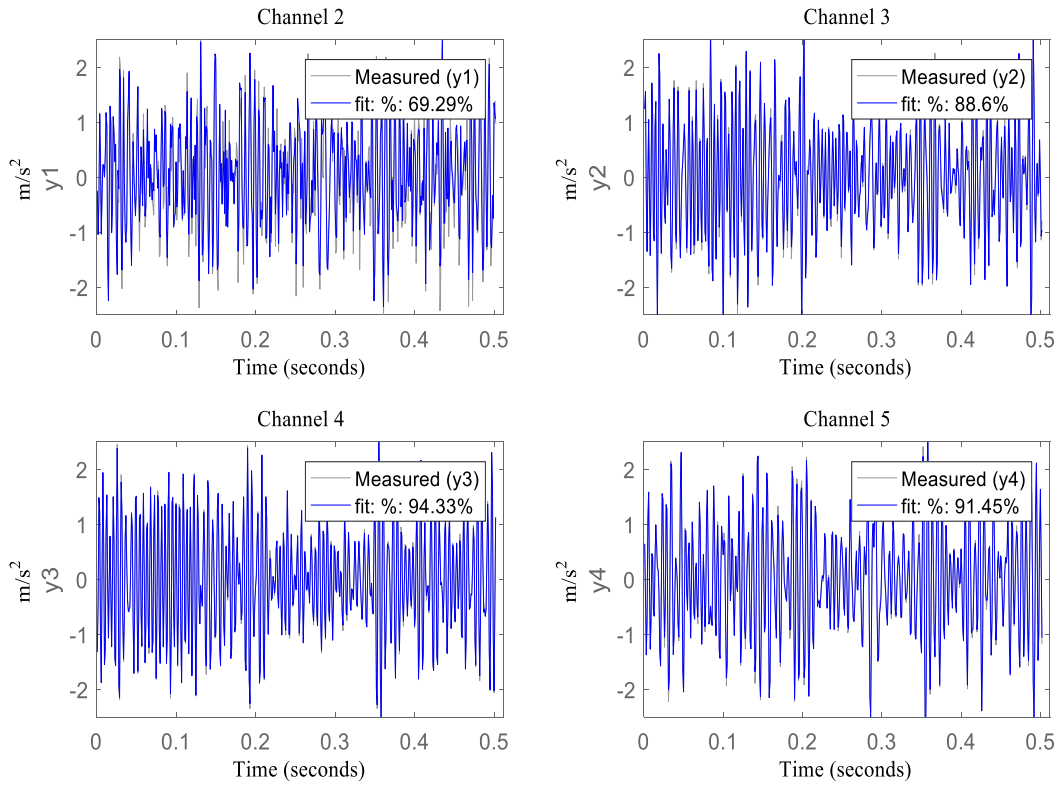 Channel 2
Measured (y1)
fit: %: 69.29%
2
1
0
-1
-2
m/s²
y1
0 0.1 0.2 0.3 0.4 0.5
Time (seconds)
Channel 3
Measured (y2)
fit: %: 88.6%
2
1
0
-1
-2
m/s²
y2
0 0.1 0.2 0.3 0.4 0.5
Time (seconds)
Channel 4
Measured (y3)
fit: %: 94.33%
2
1
0
-1
-2
m/s²
y3
0 0.1 0.2 0.3 0.4 0.5
Time (seconds)
Channel 5
Measured (y4)
fit: %: 91.45%
2
1
0
-1
-2
m/s²
y4
0 0.1 0.2 0.3 0.4 0.5
Time (seconds)